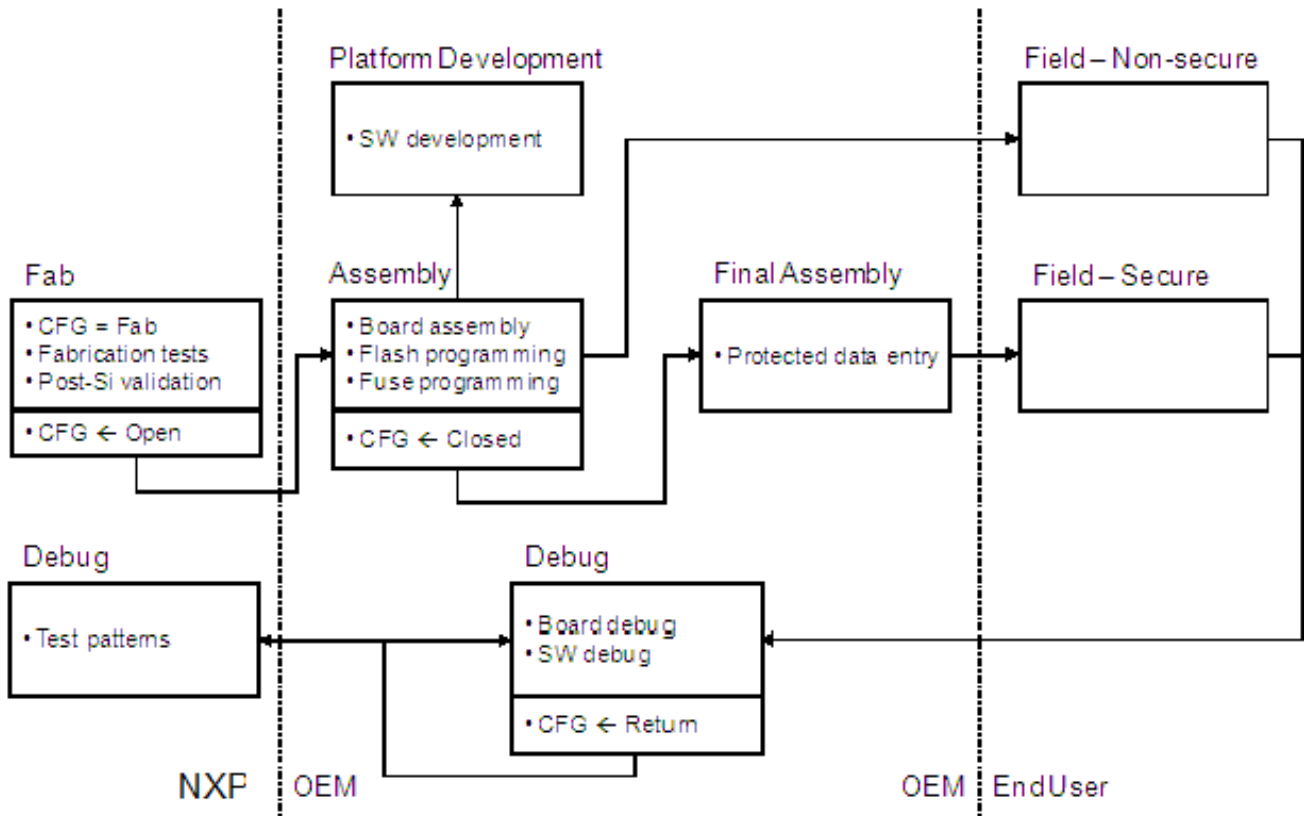 Platform Development
• SW development
Field – Non-secure
Fab
• CFG = Fab
• Fabrication tests
• Post-Si validation
• CFG ← Open
Assembly
• Board assembly
• Flash programming
• Fuse programming
• CFG ← Closed
Final Assembly
• Protected data entry
Field – Secure
Debug
• Test patterns
Debug
• Board debug
• SW debug
• CFG ← Return
NXP
OEM
OEM
End User